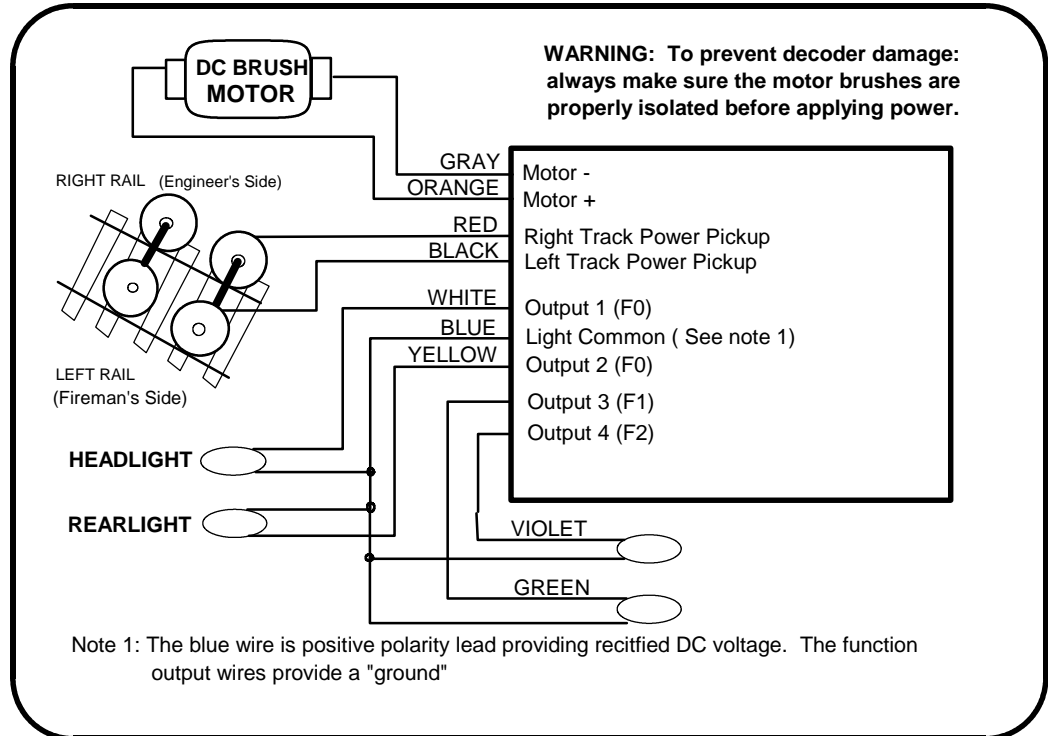 DC BRUSH
MOTOR
WARNING: To prevent decoder damage:
always make sure the motor brushes are
properly isolated before applying power.
GRAY
ORANGE
RED
BLACK
WHITE
BLUE
YELLOW
Motor -
Motor +
Right Track Power Pickup
Left Track Power Pickup
Output 1 (F0)
Light Common ( See note 1)
Output 2 (F0)
Output 3 (F1)
Output 4 (F2)
RIGHT RAIL (Engineer's Side)
LEFT RAIL
(Fireman's Side)
HEADLIGHT
REARLIGHT
VIOLET
GREEN
Note 1: The blue wire is positive polarity lead providing recitfied DC voltage. The function
output wires provide a "ground"